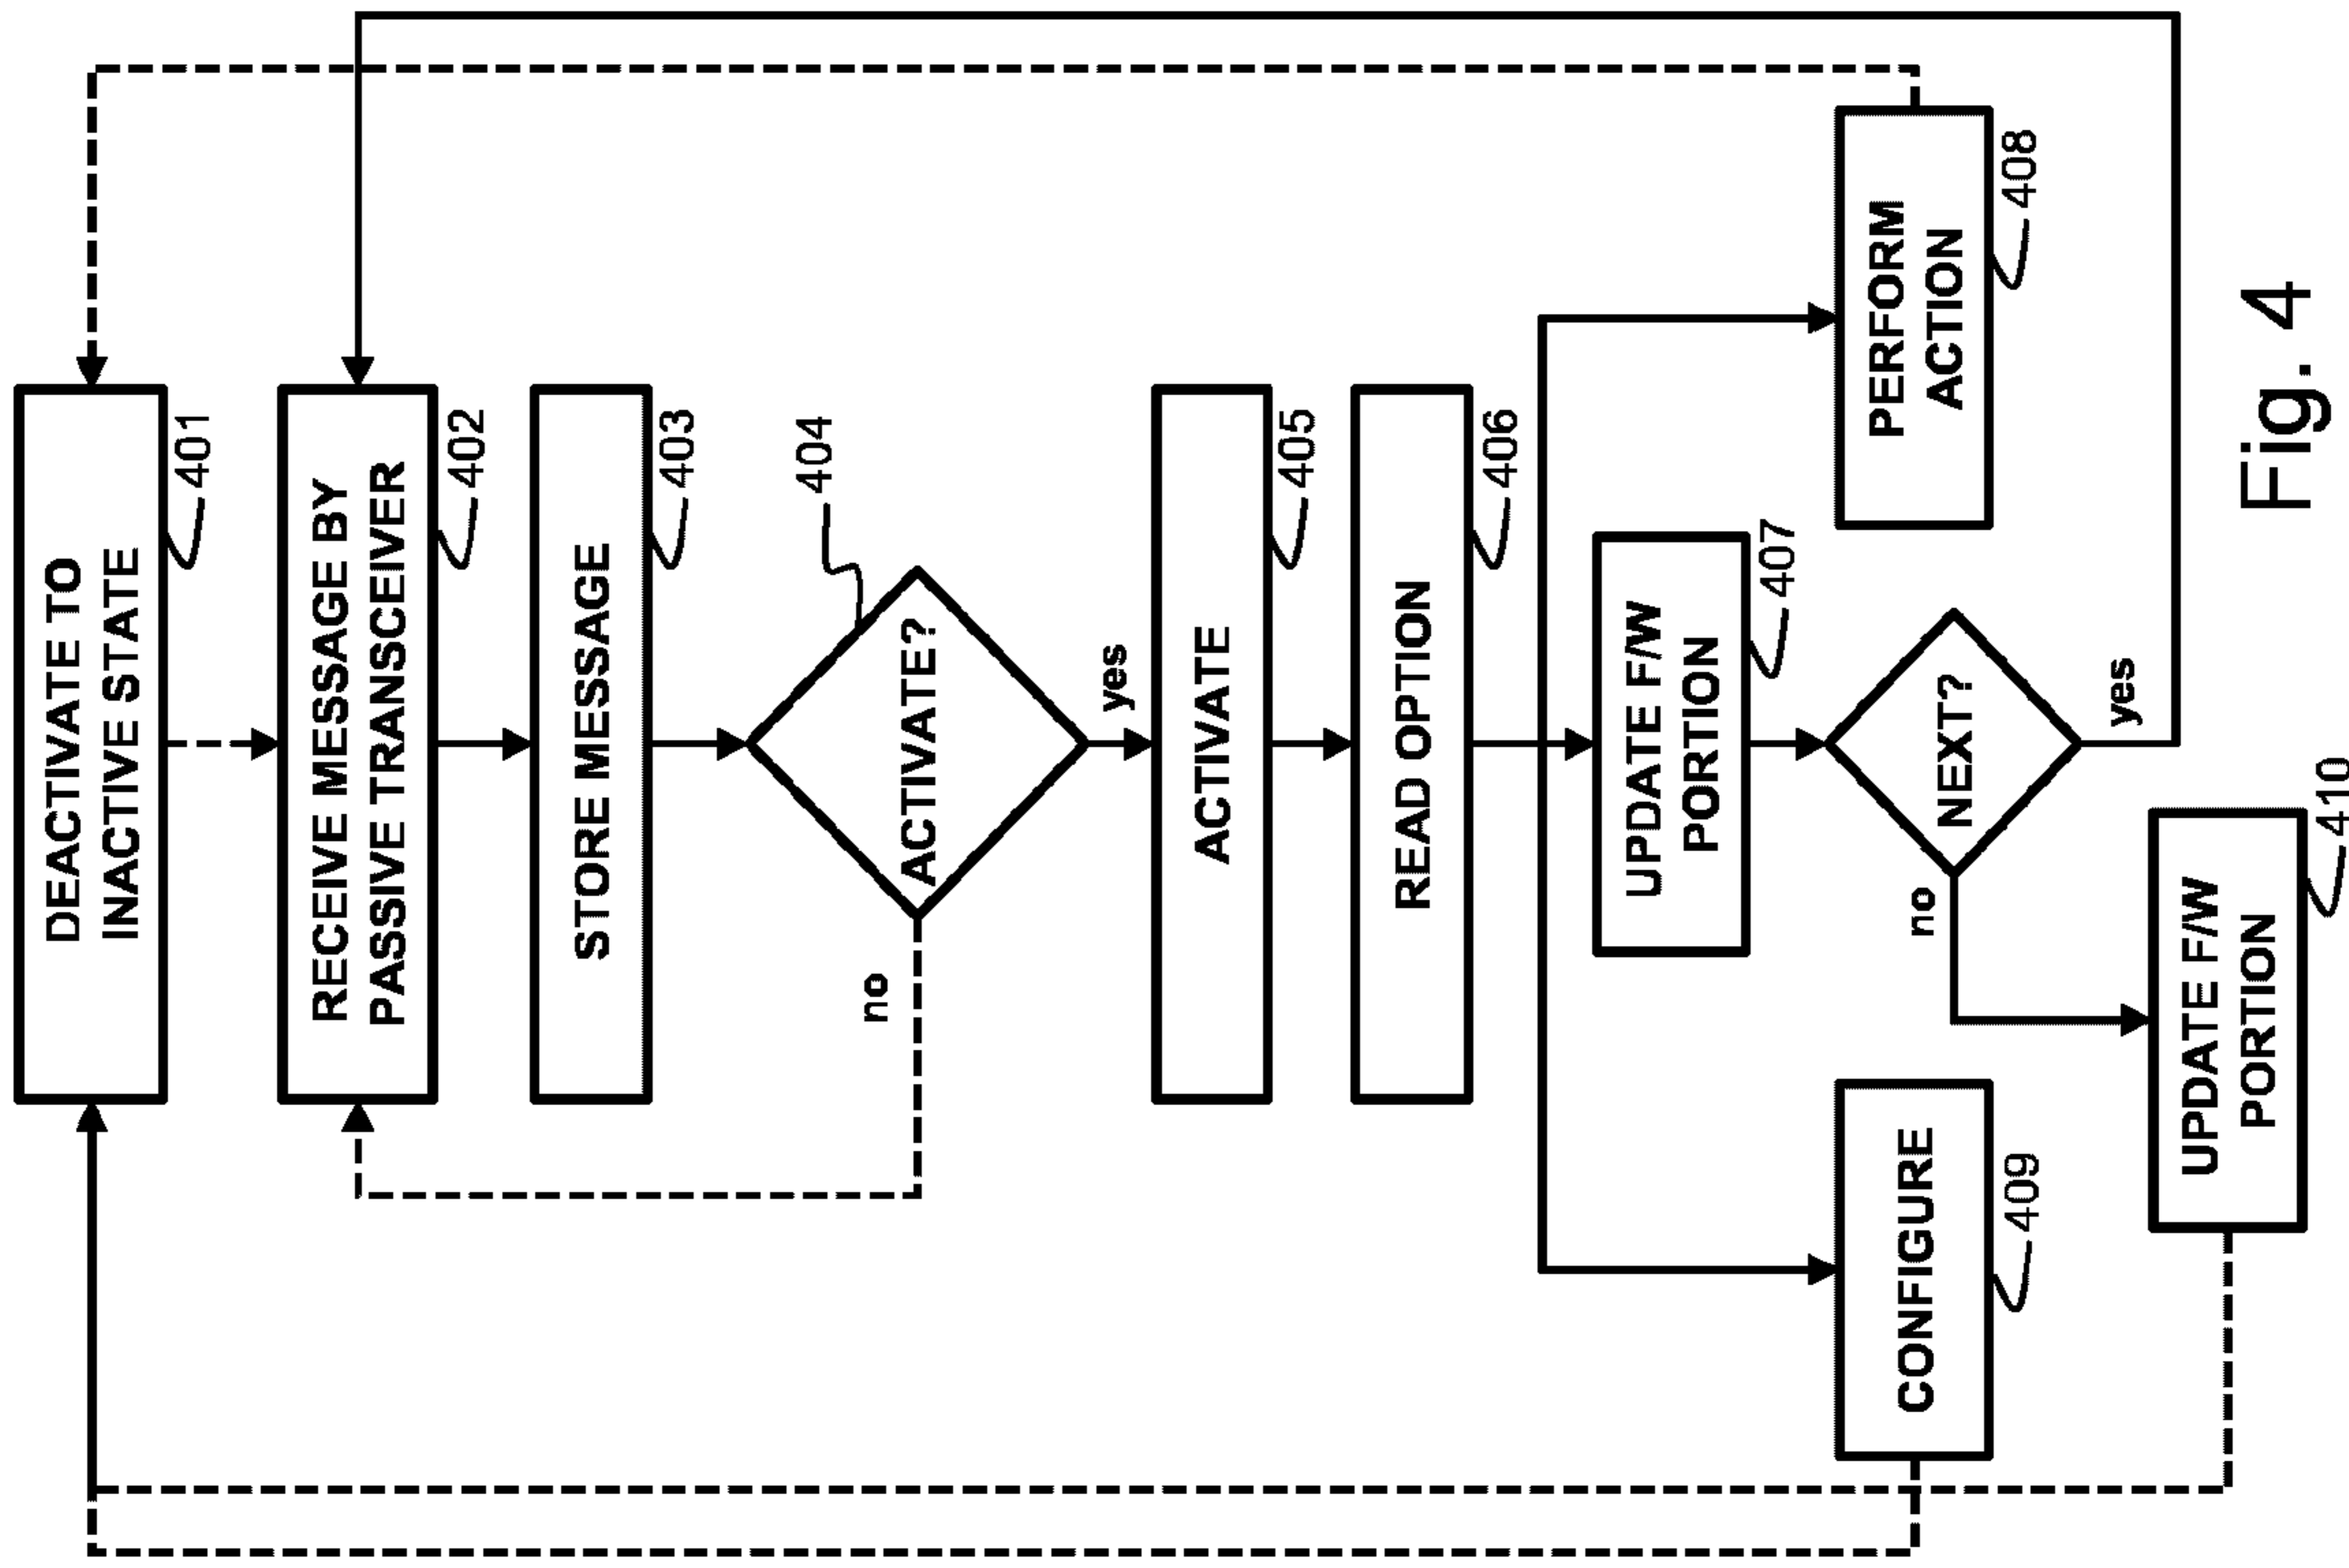 DEACTIVATE TO
INACTIVE STATE
401
RECEIVE MESSAGE BY
PASSIVE TRANSCEIVER
402
STORE MESSAGE
403
404
ACTIVATE?
no
yes
ACTIVATE
405
READ OPTION
406
UPDATE F/W
PORTION
407
CONFIGURE
409
NEXT?
no
yes
PERFORM
ACTION
408
UPDATE F/W
PORTION
410
Fig. 4